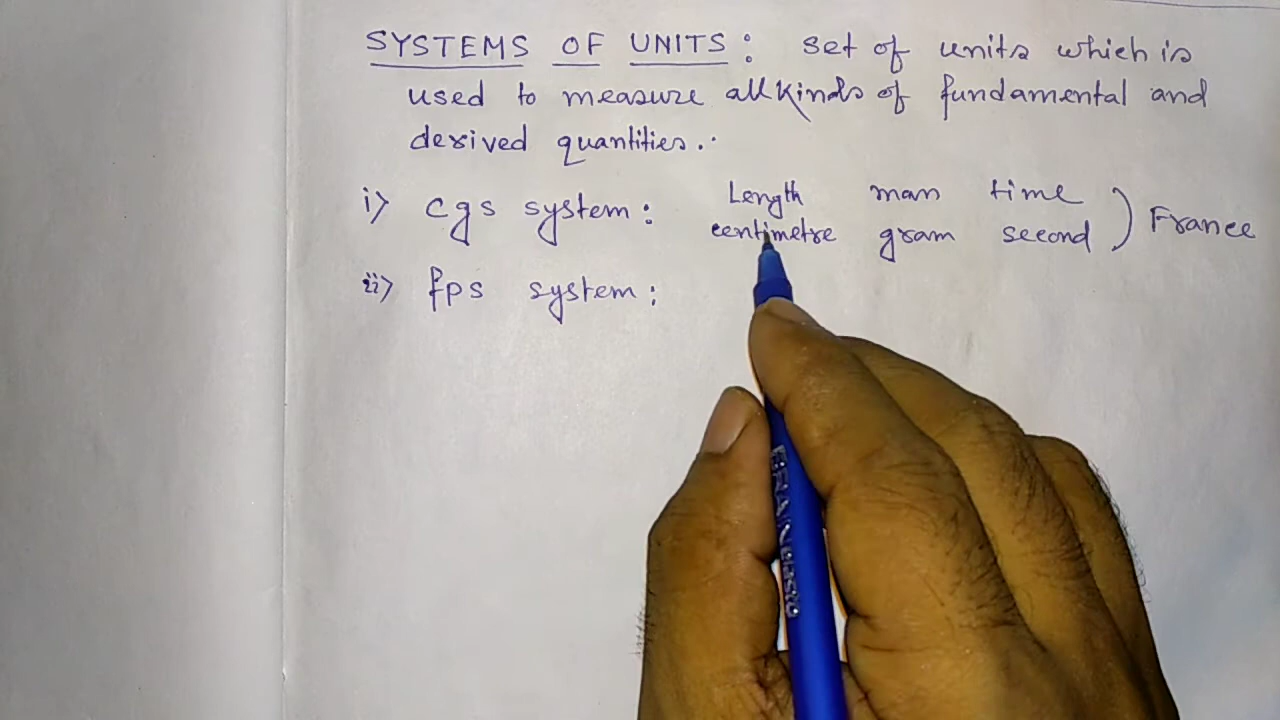 SYSTEMS OF UNITS : set of units which is
used to measure all kinds of fundamental and
derived quantities.
i) cgs system: Length mass time
centimetre gram second ) France
ii) fps system: